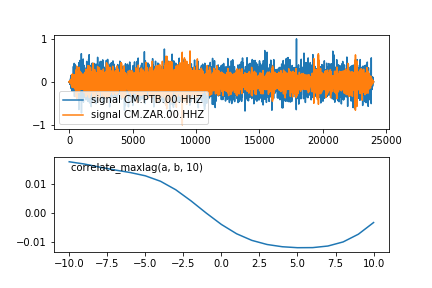 1
0
−1
signal CM.PTB.00.HHZ
signal CM.ZAR.00.HHZ
0 5000 10000 15000 20000 25000
correlate_maxlag(a, b, 10)
0.01
0.00
−0.01
−10.0 −7.5 −5.0 −2.5 0.0 2.5 5.0 7.5 10.0